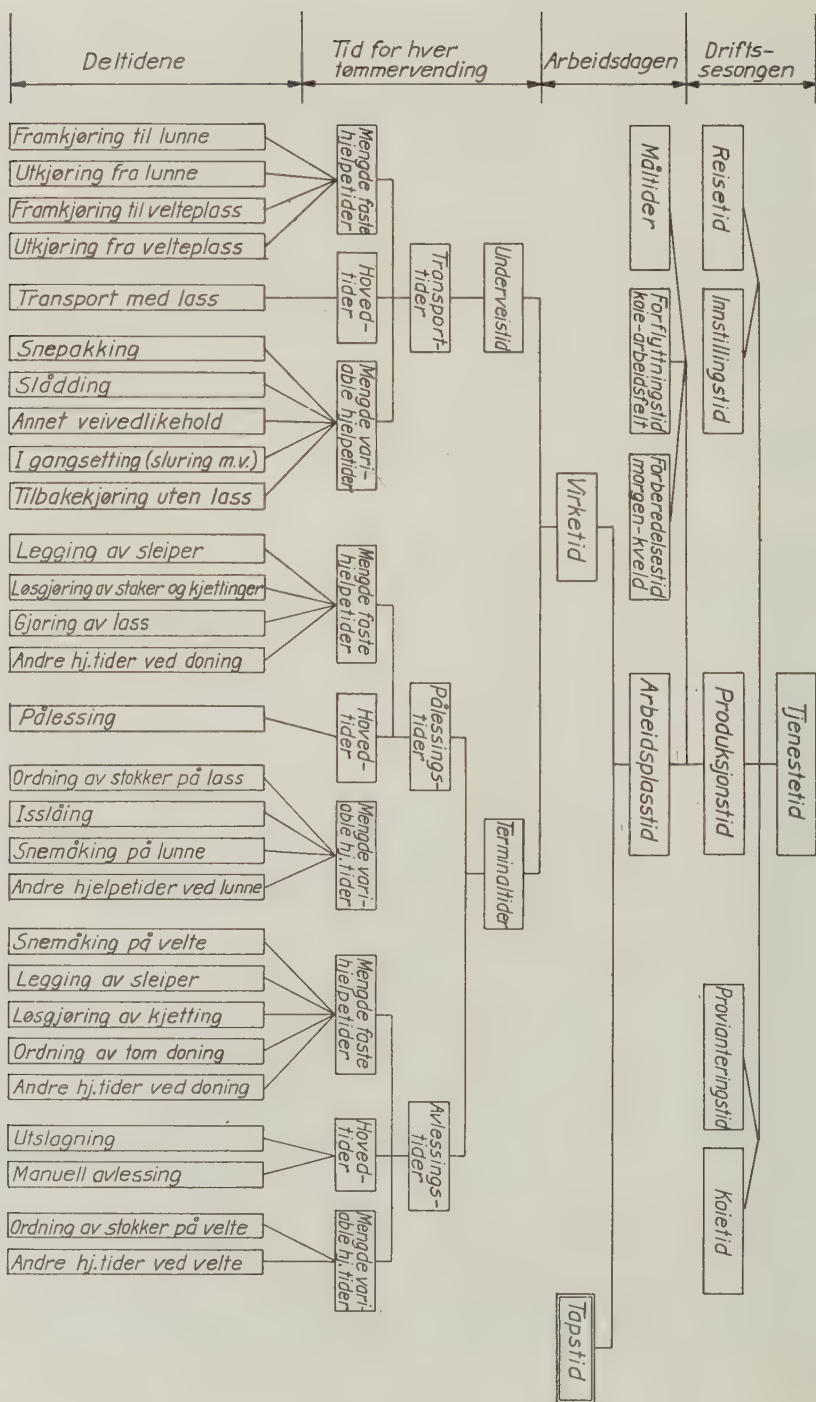 Deltidene
Tid for hver
tømmervending
Arbeidsdagen
Drifts-
sesongen
Tjenestetid
Reisetid
Innstillingstid
Produksjonstid
Provianteringstid
Koietid
Måltider
Forflyttningstid
koie-arbeidsfelt
Forberedelsestid
morgen-kveld
Arbeidsplasstid
Virketid
Tapstid
Underveistid
Terminaltider
Transport-
tider
Pålessings-
tider
Avlessings-
tider
Mengde faste
hjelpetider
Hoved-
tider
Mengde vari-
able hjelpetider
Mengde faste
hjelpetider
Hoved-
tider
Mengde vari-
able hj. tider
Mengde faste
hjelpetider
Hoved-
tider
Mengde vari-
able hj. tider
Framkjøring til lunne
Utkjøring fra lunne
Framkjøring til velteplass
Utkjøring fra velteplass
Transport med lass
Snepakking
Slådding
Annet veivedlikehold
I gangsetting (sluring m.v.)
Tilbakekjøring uten lass
Legging av sleiper
Løsgjøring av staker og kjettinger
Gjoring av lass
Andre hj.tider ved doning
Pålessing
Ordning av stokker på lass
Isslåing
Snemåking på lunne
Andre hjelpetider ved lunne
Snemåking på velte
Legging av sleiper
Løsgjøring av kjetting
Ordning av tom doning
Andre hj.tider ved doning
Utslagning
Manuell avlessing
Ordning av stokker på velte
Andre hj.tider ved velte